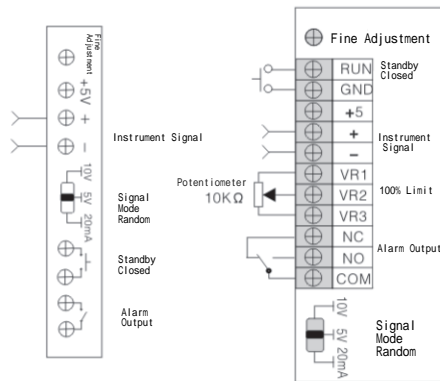 Fine
Adjustment
+5V
+
−
Instrument Signal
10V
5V
20mA
Signal
Mode
Random
Standby
Closed
Alarm
Output
Fine Adjustment
RUN
GND
Standby
Closed
+5
+
−
Instrument
Signal
Potentiometer
10KΩ
VR1
VR2
VR3
100% Limit
NC
NO
COM
Alarm Output
10V
5V
20mA
Signal
Mode
Random